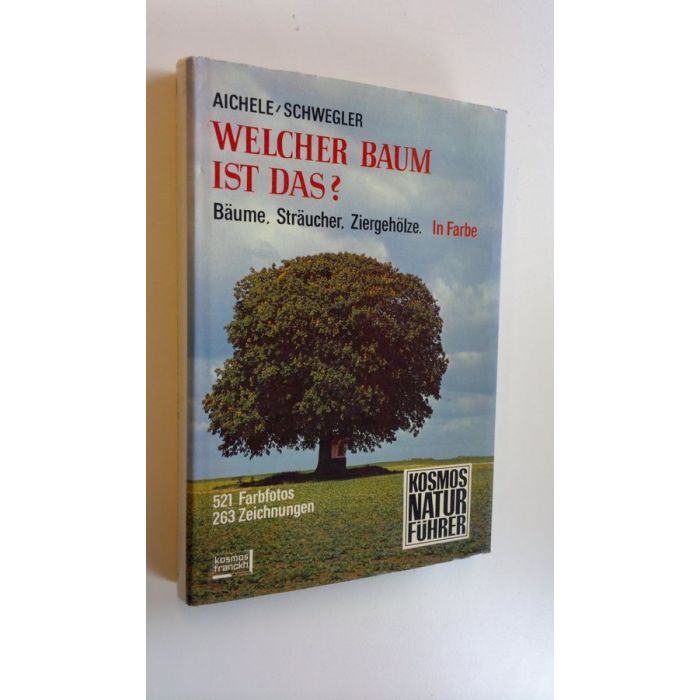 AICHELE/SCHWEGLER
WELCHER BAUM
IST DAS?
Bäume, Sträucher, Ziergehölze. In Farbe
521 Farbfotos
263 Zeichnungen
KOSMOS
NATUR
FÜHRER
kosmos
franckh